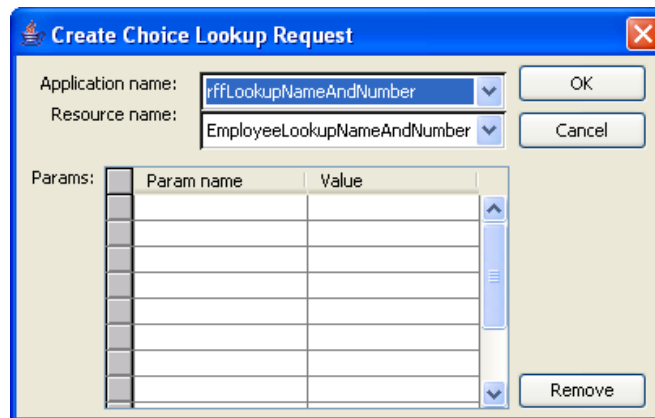 Create Choice Lookup Request
Application name: rffLookupNameAndNumber OK
Resource name: EmployeeLookupNameAndNumber Cancel
Params: Param name Value
Remove